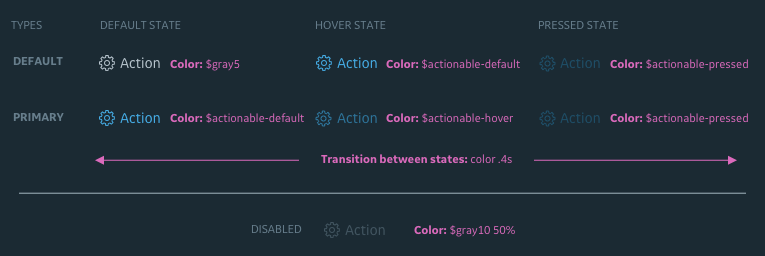 TYPES DEFAULT STATE HOVER STATE PRESSED STATE
DEFAULT Action Color: $gray5 Action Color: $actionable-default Action Color: $actionable-pressed
PRIMARY Action Color: $actionable-default Action Color: $actionable-hover Action Color: $actionable-pressed
Transition between states: color .4s
DISABLED Action Color: $gray10 50%